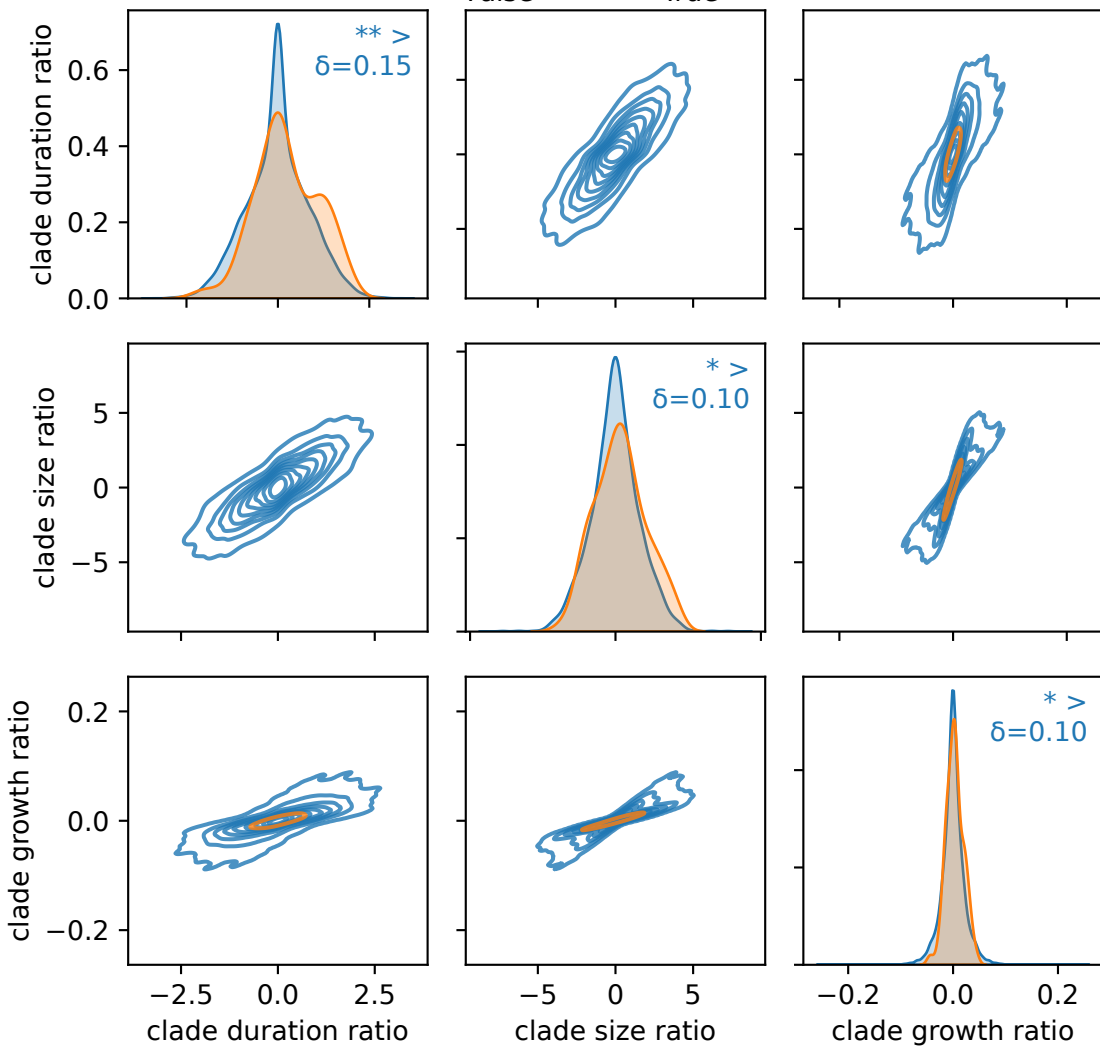 True
clade duration ratio
0.6
0.4
0.2
0.0
** >
δ=0.15
clade size ratio
5
0
−5
* >
δ=0.10
clade growth ratio
0.2
0.0
−0.2
* >
δ=0.10
−2.5 0.0 2.5
−5 0 5
−0.2 0.0 0.2
clade duration ratio
clade size ratio
clade growth ratio